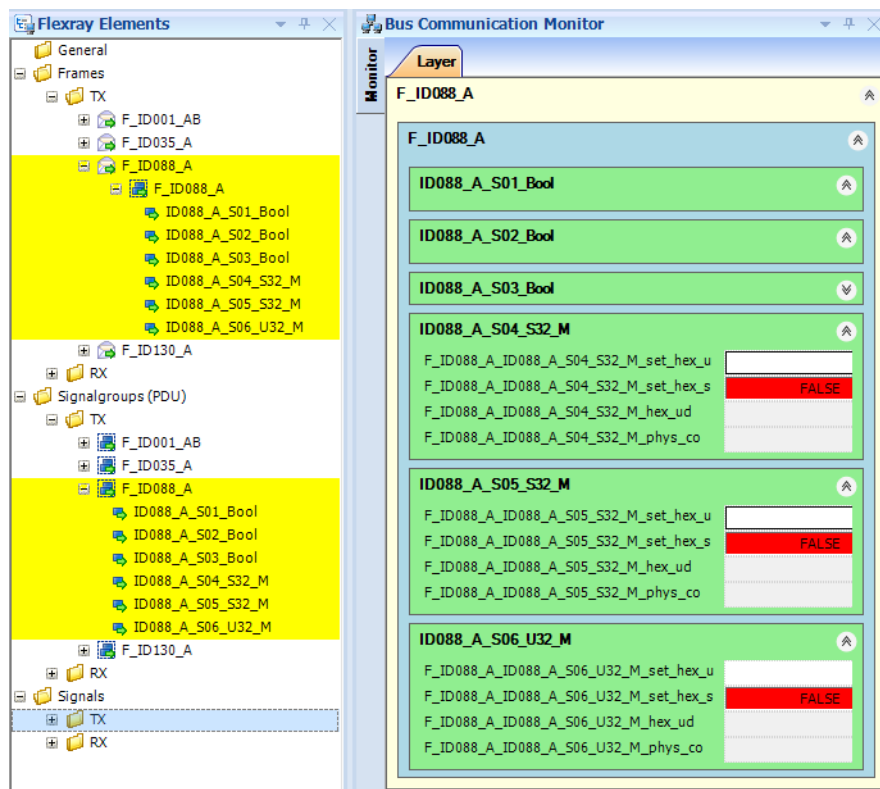 Flexray Elements
General
Frames
TX
F_ID001_AB
F_ID035_A
F_ID088_A
F_ID088_A
ID088_A_S01_Bool
ID088_A_S02_Bool
ID088_A_S03_Bool
ID088_A_S04_S32_M
ID088_A_S05_S32_M
ID088_A_S06_U32_M
F_ID130_A
RX
Signalgroups (PDU)
TX
F_ID001_AB
F_ID035_A
F_ID088_A
ID088_A_S01_Bool
ID088_A_S02_Bool
ID088_A_S03_Bool
ID088_A_S04_S32_M
ID088_A_S05_S32_M
ID088_A_S06_U32_M
F_ID130_A
RX
Signals
TX
RX
Bus Communication Monitor
Monitor
Layer
F_ID088_A
F_ID088_A
ID088_A_S01_Bool
ID088_A_S02_Bool
ID088_A_S03_Bool
ID088_A_S04_S32_M
F_ID088_A_ID088_A_S04_S32_M_set_hex_u
F_ID088_A_ID088_A_S04_S32_M_set_hex_s FALSE
F_ID088_A_ID088_A_S04_S32_M_hex_ud
F_ID088_A_ID088_A_S04_S32_M_phys_co
ID088_A_S05_S32_M
F_ID088_A_ID088_A_S05_S32_M_set_hex_u
F_ID088_A_ID088_A_S05_S32_M_set_hex_s FALSE
F_ID088_A_ID088_A_S05_S32_M_hex_ud
F_ID088_A_ID088_A_S05_S32_M_phys_co
ID088_A_S06_U32_M
F_ID088_A_ID088_A_S06_U32_M_set_hex_u
F_ID088_A_ID088_A_S06_U32_M_set_hex_s FALSE
F_ID088_A_ID088_A_S06_U32_M_hex_ud
F_ID088_A_ID088_A_S06_U32_M_phys_co